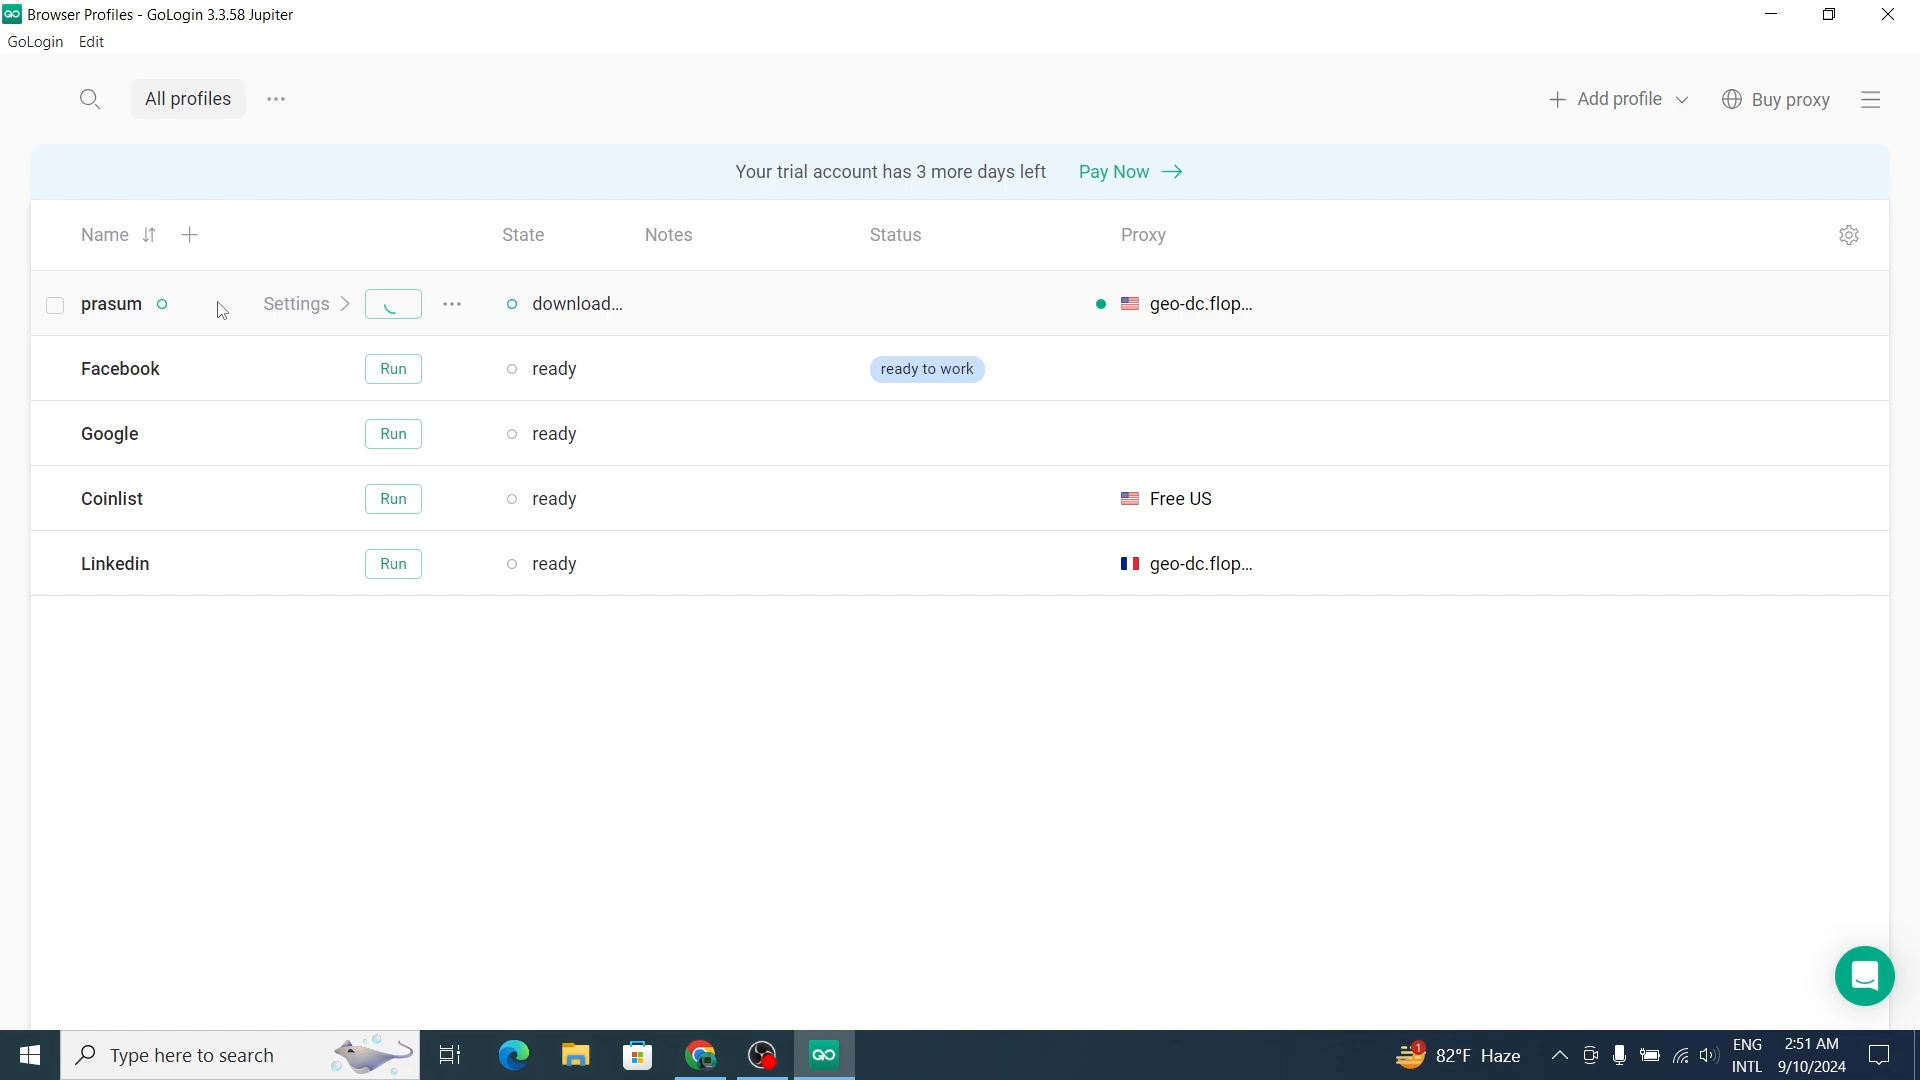 Browser Profiles - GoLogin 3.3.58 Jupiter
GoLogin Edit
All profiles
Add profile
Buy proxy
Your trial account has 3 more days left Pay Now
Name State Notes Status Proxy
prasum Settings download... geo-dc.flop...
Facebook Run ready ready to work
Google Run ready
Coinlist Run ready Free US
Linkedin Run ready geo-dc.flop...
Type here to search
GO
1
82°F Haze
ENG
INTL
2:51 AM
9/10/2024